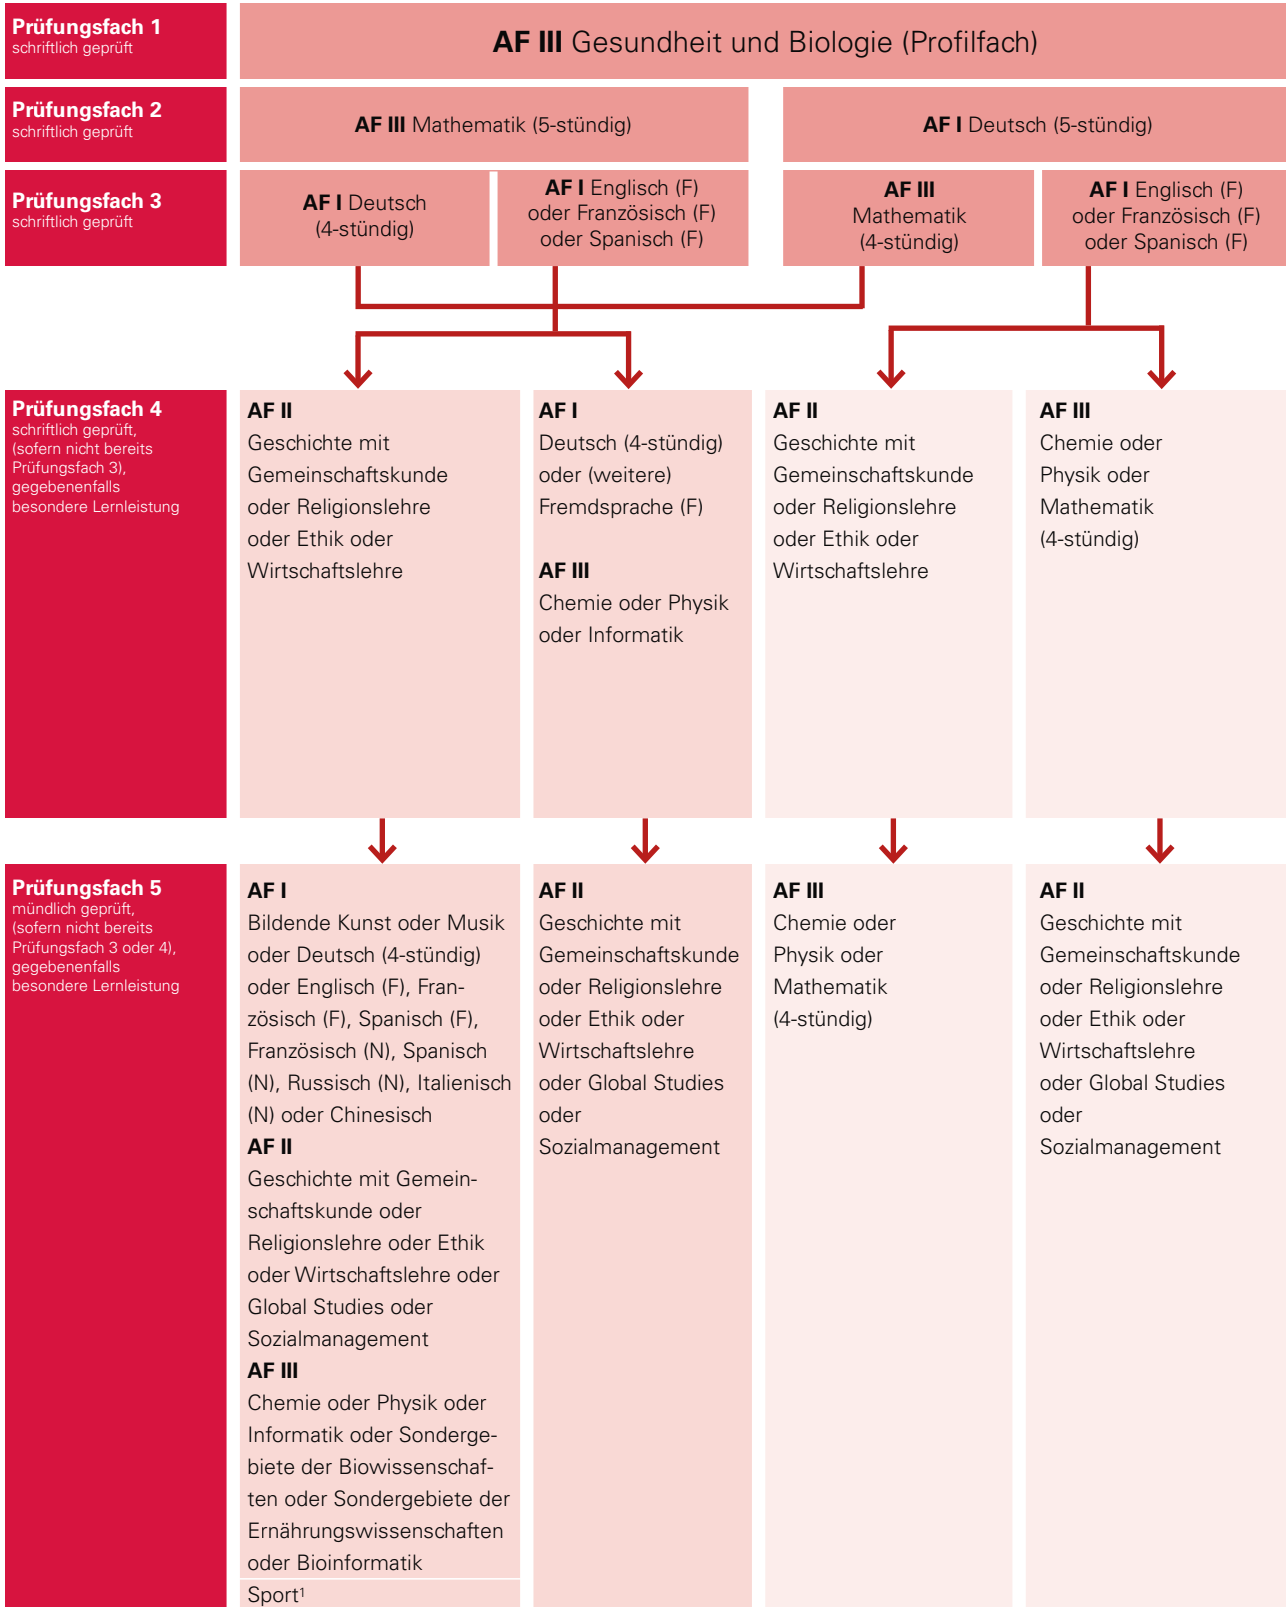 Prüfungsfach 1
schriftlich geprüft
AF III Gesundheit und Biologie (Profilfach)
Prüfungsfach 2
schriftlich geprüft
AF III Mathematik (5-stündig)
AF I Deutsch (5-stündig)
Prüfungsfach 3
schriftlich geprüft
AF I Deutsch
(4-stündig)
AF I Englisch (F)
oder Französisch (F)
oder Spanisch (F)
AF III
Mathematik
(4-stündig)
AF I Englisch (F)
oder Französisch (F)
oder Spanisch (F)
Prüfungsfach 4
schriftlich geprüft,
(sofern nicht bereits
Prüfungsfach 3),
gegebenenfalls
besondere Lernleistung
AF II
Geschichte mit
Gemeinschaftskunde
oder Religionslehre
oder Ethik oder
Wirtschaftslehre
AF I
Deutsch (4-stündig)
oder (weitere)
Fremdsprache (F)
AF III
Chemie oder Physik
oder Informatik
AF II
Geschichte mit
Gemeinschaftskunde
oder Religionslehre
oder Ethik oder
Wirtschaftslehre
AF III
Chemie oder
Physik oder
Mathematik
(4-stündig)
Prüfungsfach 5
mündlich geprüft,
(sofern nicht bereits
Prüfungsfach 3 oder 4),
gegebenenfalls
besondere Lernleistung
AF I
Bildende Kunst oder Musik
oder Deutsch (4-stündig)
oder Englisch (F), Fran-
zösisch (F), Spanisch (F),
Französisch (N), Spanisch
(N), Russisch (N), Italienisch
(N) oder Chinesisch
AF II
Geschichte mit Gemein-
schaftskunde oder
Religionslehre oder Ethik
oder Wirtschaftslehre oder
Global Studies oder
Sozialmanagement
AF III
Chemie oder Physik oder
Informatik oder Sonderge-
biete der Biowissenschaf-
ten oder Sondergebiete der
Ernährungswissenschaften
oder Bioinformatik
Sport¹
AF II
Geschichte mit
Gemeinschaftskunde
oder Religionslehre
oder Ethik oder
Wirtschaftslehre
oder Global Studies
oder
Sozialmanagement
AF III
Chemie oder
Physik oder
Mathematik
(4-stündig)
AF II
Geschichte mit
Gemeinschaftskunde
oder Religionslehre
oder Ethik oder
Wirtschaftslehre
oder Global Studies
oder
Sozialmanagement